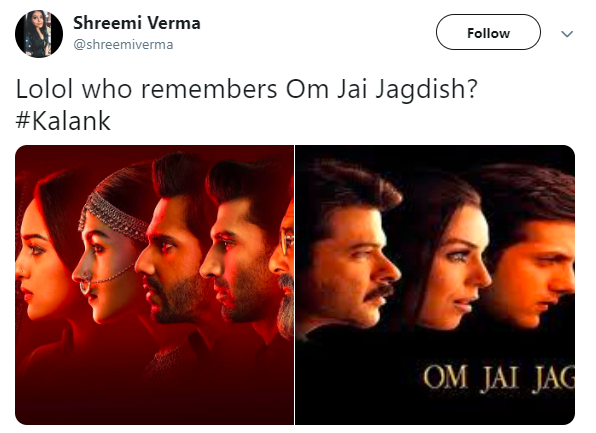 Shreemi Verma
@shreemiverma
Follow
Lolol who remembers Om Jai Jagdish?
#Kalank
OM JAI JAG